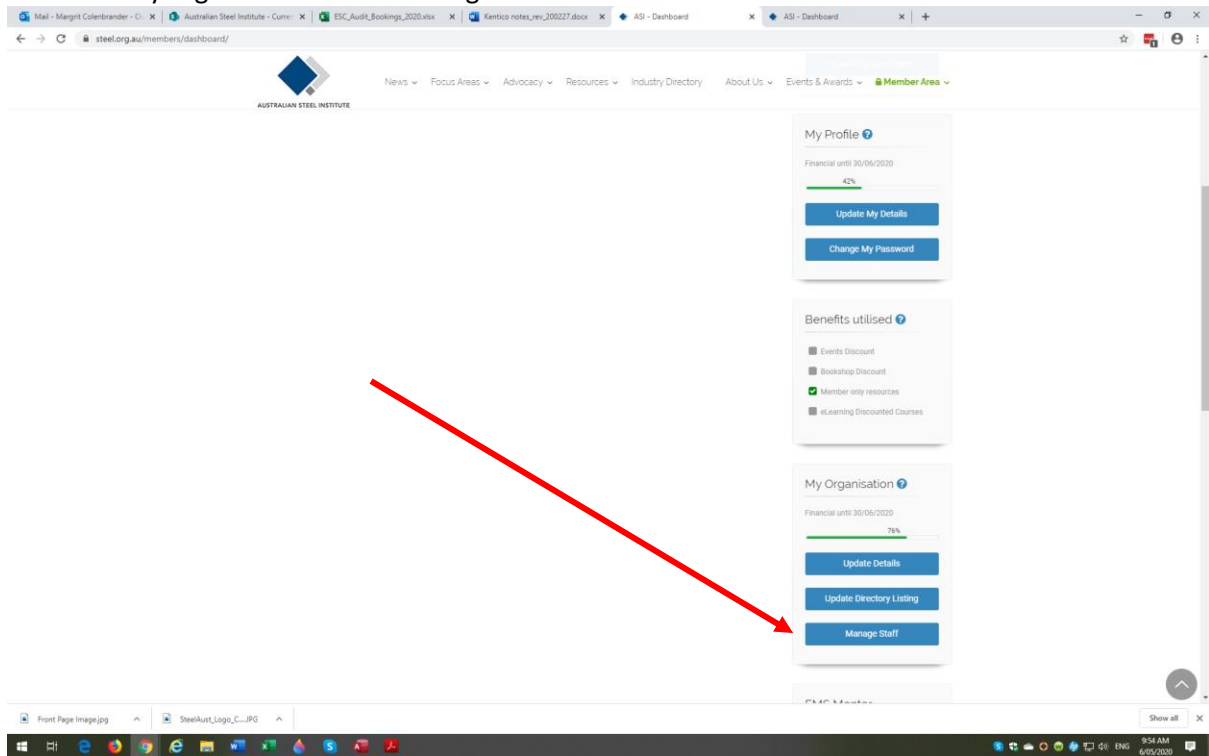 Mail - Margrit Colenbrander - O
Australian Steel Institute - Curre
ESC_Audit_Bookings_2020.xlsx
Kentico notes_rev_200227.docx
ASI - Dashboard
ASI - Dashboard
steel.org.au/members/dashboard/
AUSTRALIAN STEEL INSTITUTE
News Focus Areas Advocacy Resources Industry Directory About Us Events & Awards Member Area
My Profile
Financial until 30/06/2020
42%
Update My Details
Change My Password
Benefits utilised
Events Discount
Bookshop Discount
Member only resources
eLearning Discounted Courses
My Organisation
Financial until 30/06/2020
76%
Update Details
Update Directory Listing
Manage Staff
Front Page Image.jpg
SteelAust_Logo_C....JPG
Show all
ENG
9:54 AM
6/05/2020